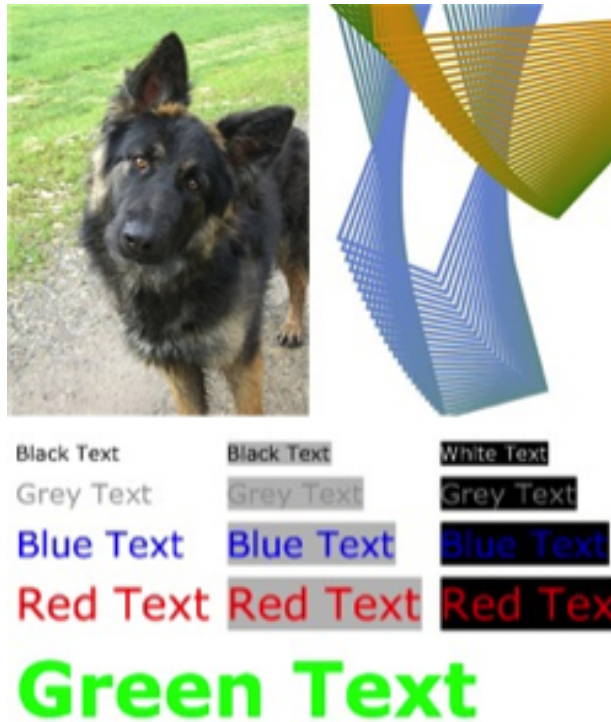 Black Text Black Text White Text
Grey Text Grey Text Grey Text
Blue Text Blue Text Blue Text
Red Text Red Text Red Tex
Green Text